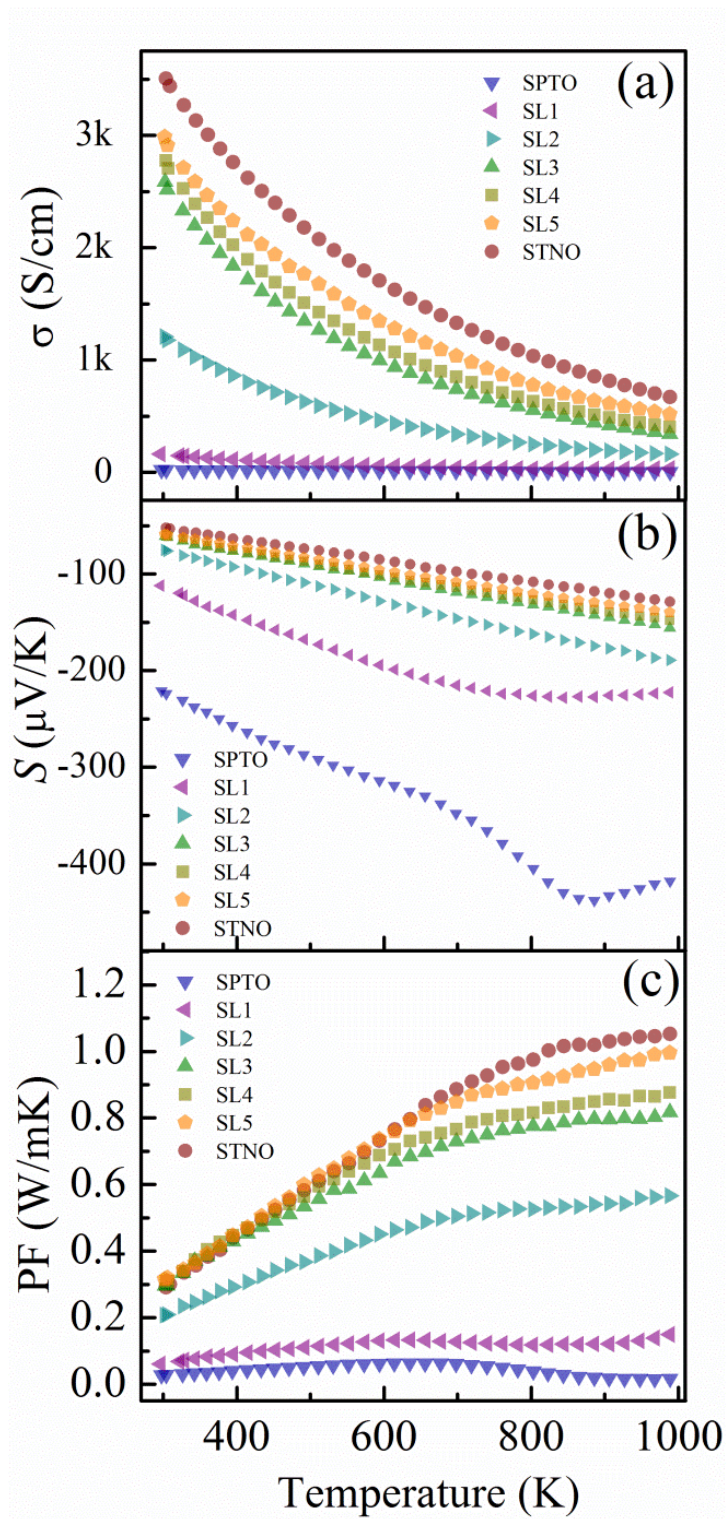 (a)
SPTO
SL1
SL2
SL3
SL4
SL5
STNO
3k
2k
1k
0
σ (S/cm)
(b)
-100
-200
-300
-400
S (μV/K)
SPTO
SL1
SL2
SL3
SL4
SL5
STNO
(c)
SPTO
SL1
SL2
SL3
SL4
SL5
STNO
1.2
1.0
0.8
0.6
0.4
0.2
0.0
PF (W/mK)
400 600 800 1000
Temperature (K)